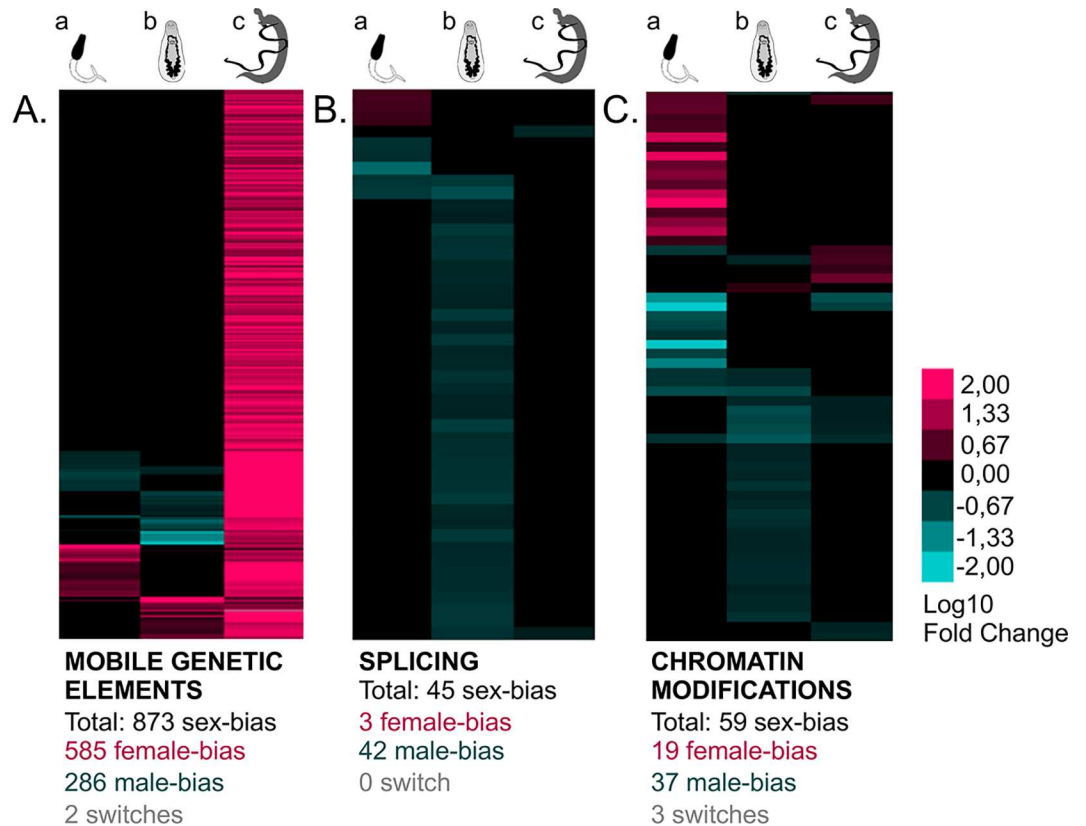 a b c a b c a b c
A. B. C.
2,00
1,33
0,67
0,00
-0,67
-1,33
-2,00
Log10
Fold Change
MOBILE GENETIC
ELEMENTS
Total: 873 sex-bias
585 female-bias
286 male-bias
2 switches
SPLICING
Total: 45 sex-bias
3 female-bias
42 male-bias
0 switch
CHROMATIN
MODIFICATIONS
Total: 59 sex-bias
19 female-bias
37 male-bias
3 switches